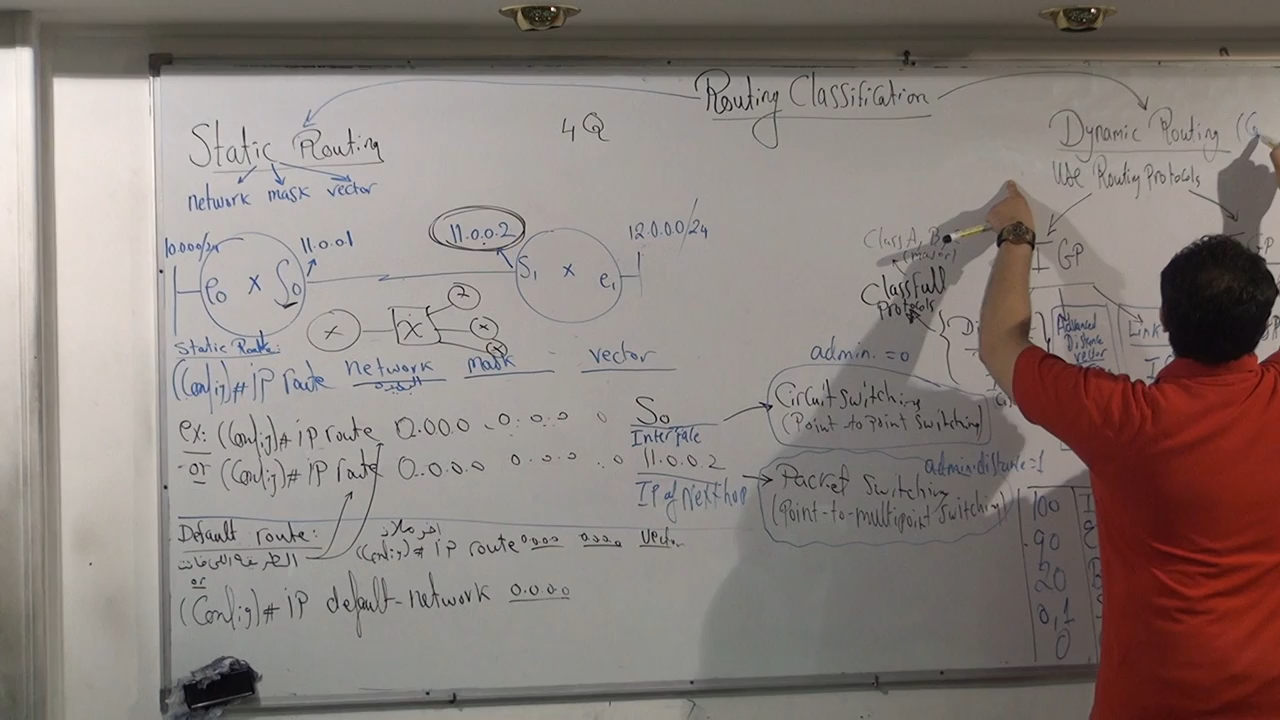 Routing Classification
Static Routing
network mask vector
4Q
Dynamic Routing
Use Routing Protocols
IGP
10.0.0.0/24
11.0.0.1
11.0.0.2
12.0.0.0/24
e0 X S0
S1 X e1
X
X
X
X
X
Class A, B,
(major)
Classfull
Protocols
Advanced
Distance
vector
Link
Static Route:
(Config)# IP route network mask vector
ex: (Config)# IP route 0.0.0.0 0.0.0.0 S0
Interface
or (Config)# IP route 0.0.0.0 0.0.0.0 11.0.0.2
IP of Next hop
admin. = 0
Circuit Switching
(Point to Point Switching)
admin.distance=1
Packet Switching
(Point-to-multipoint Switching)
Default route:
اخر ملاذ
(Config)# IP route 0.0.0.0 0.0.0.0 vector
or
(Config)# IP default-network 0.0.0.0
100
90
20
0,1
0